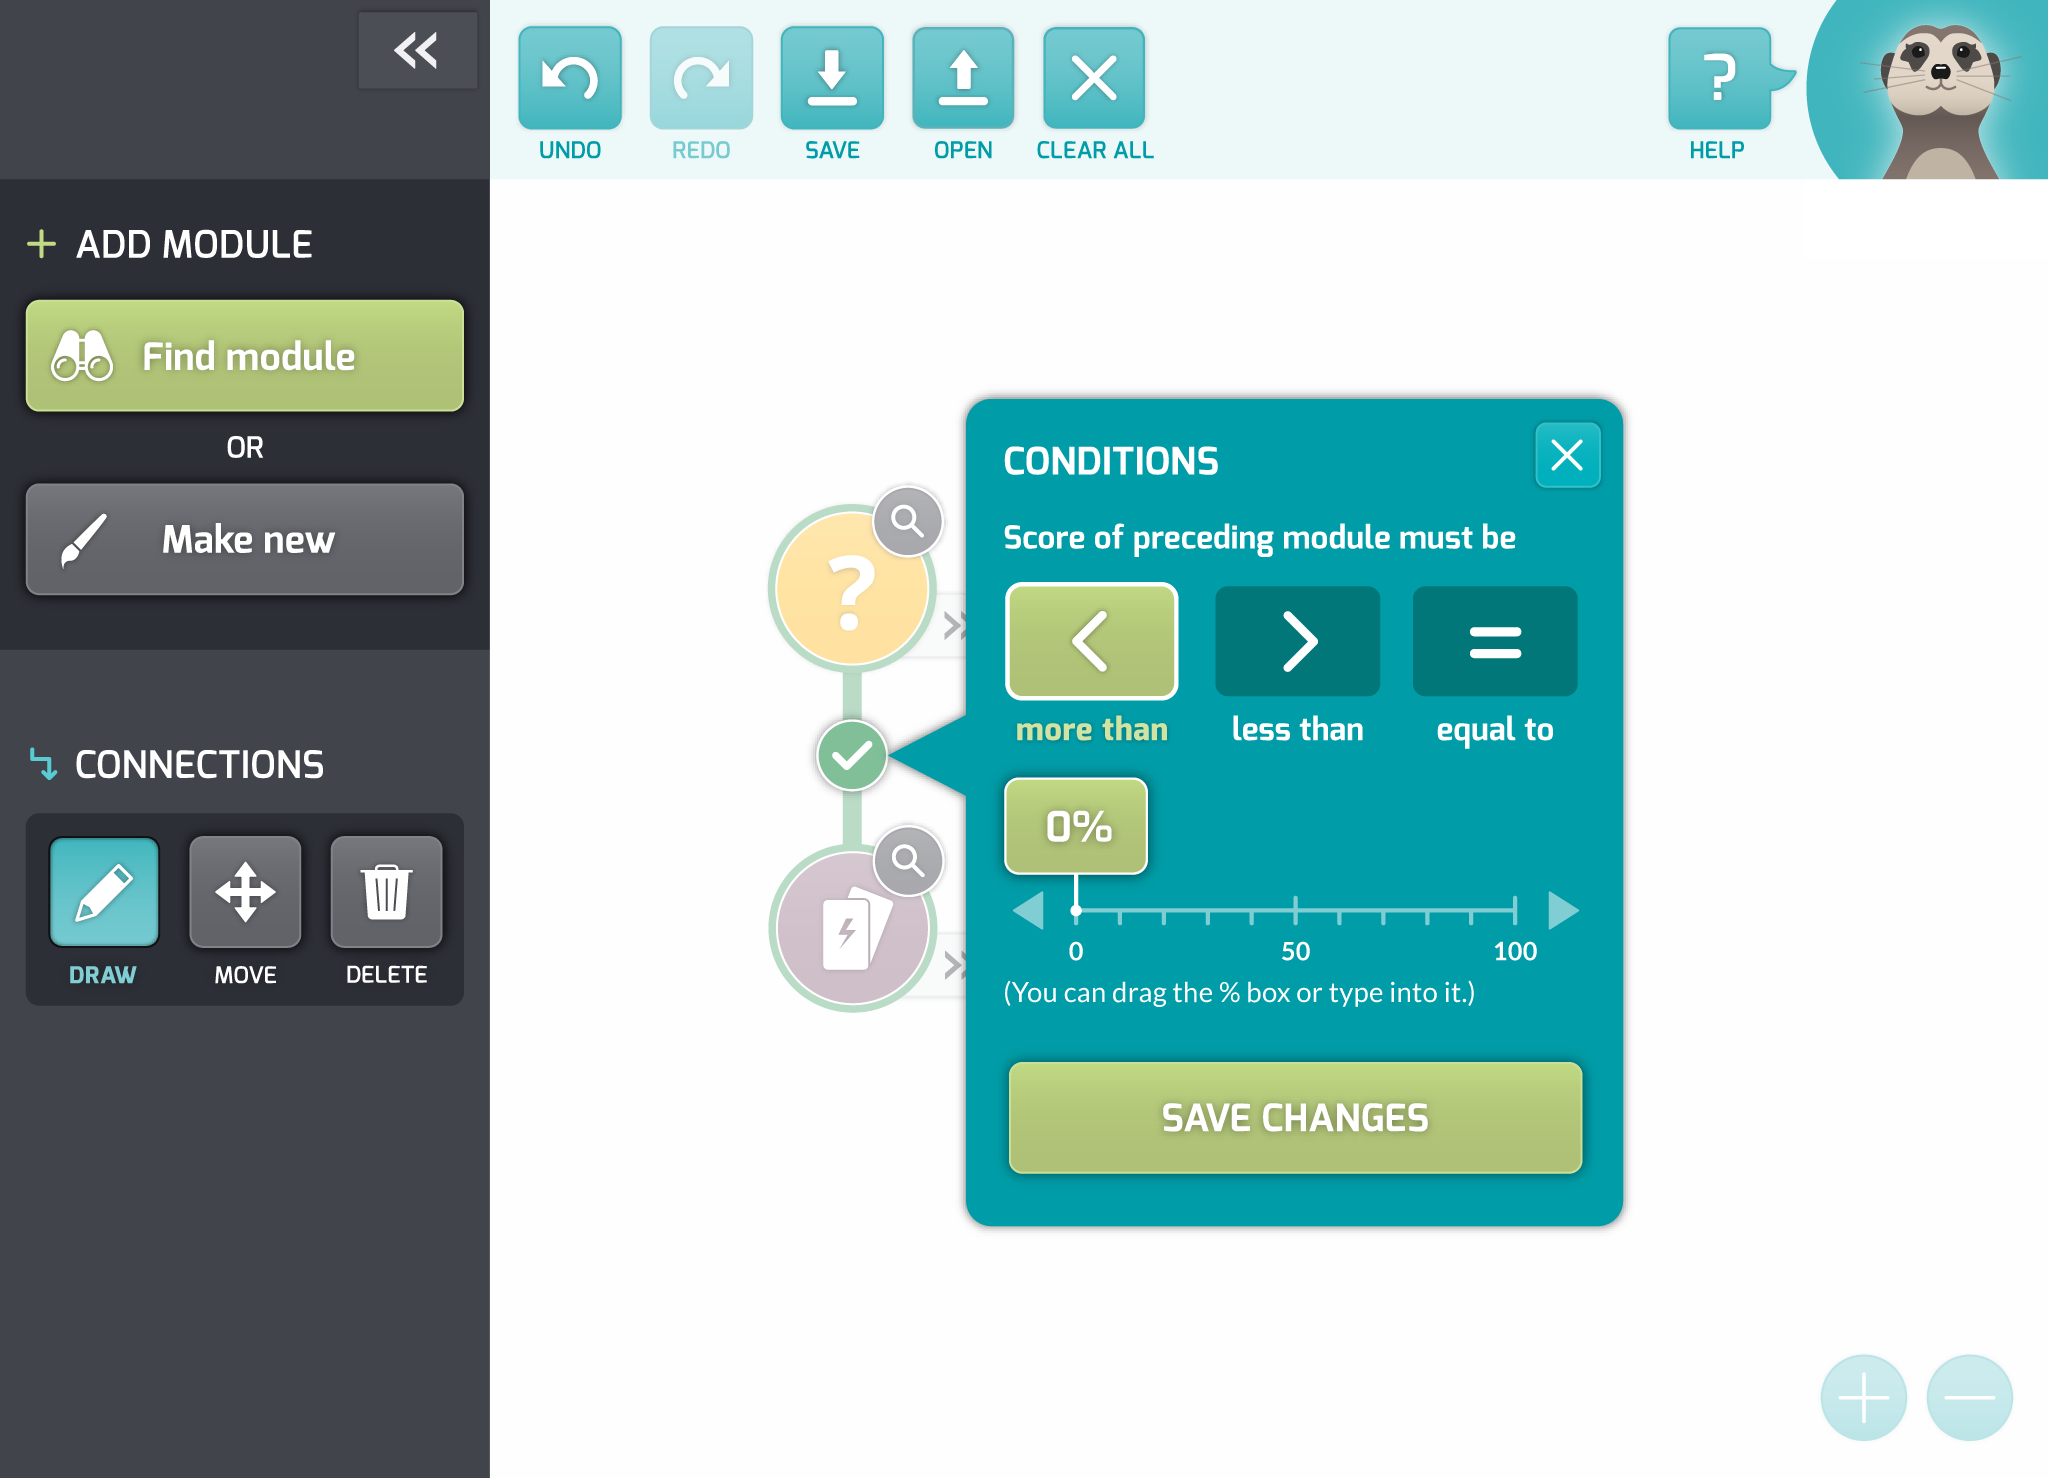 UNDO
REDO
SAVE
OPEN
CLEAR ALL
?
HELP
+ ADD MODULE
Find module
OR
Make new
CONNECTIONS
DRAW
MOVE
DELETE
?
CONDITIONS
Score of preceding module must be
< > =
more than less than equal to
0%
0 50 100
(You can drag the % box or type into it.)
SAVE CHANGES